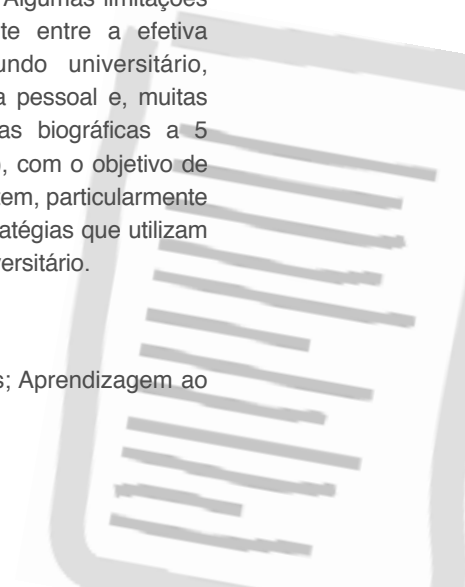 Algumas limitações
te entre a efetiva
undo universitário,
a pessoal e, muitas
as biográficas a 5
, com o objetivo de
tem, particularmente
atégias que utilizam
ersitário.
s; Aprendizagem ao